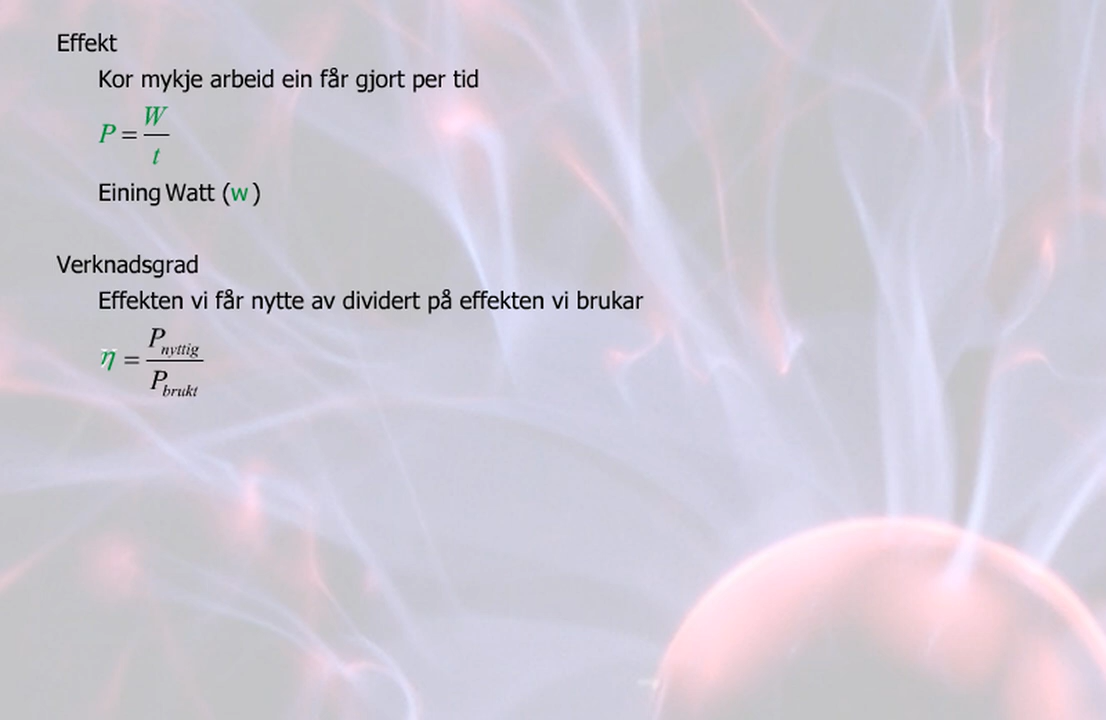 Effekt
Kor mykje arbeid ein får gjort per tid
P = W/t
Eining Watt (w)
Verknadsgrad
Effekten vi får nytte av dividert på effekten vi brukar
η = P_nyttig / P_brukt